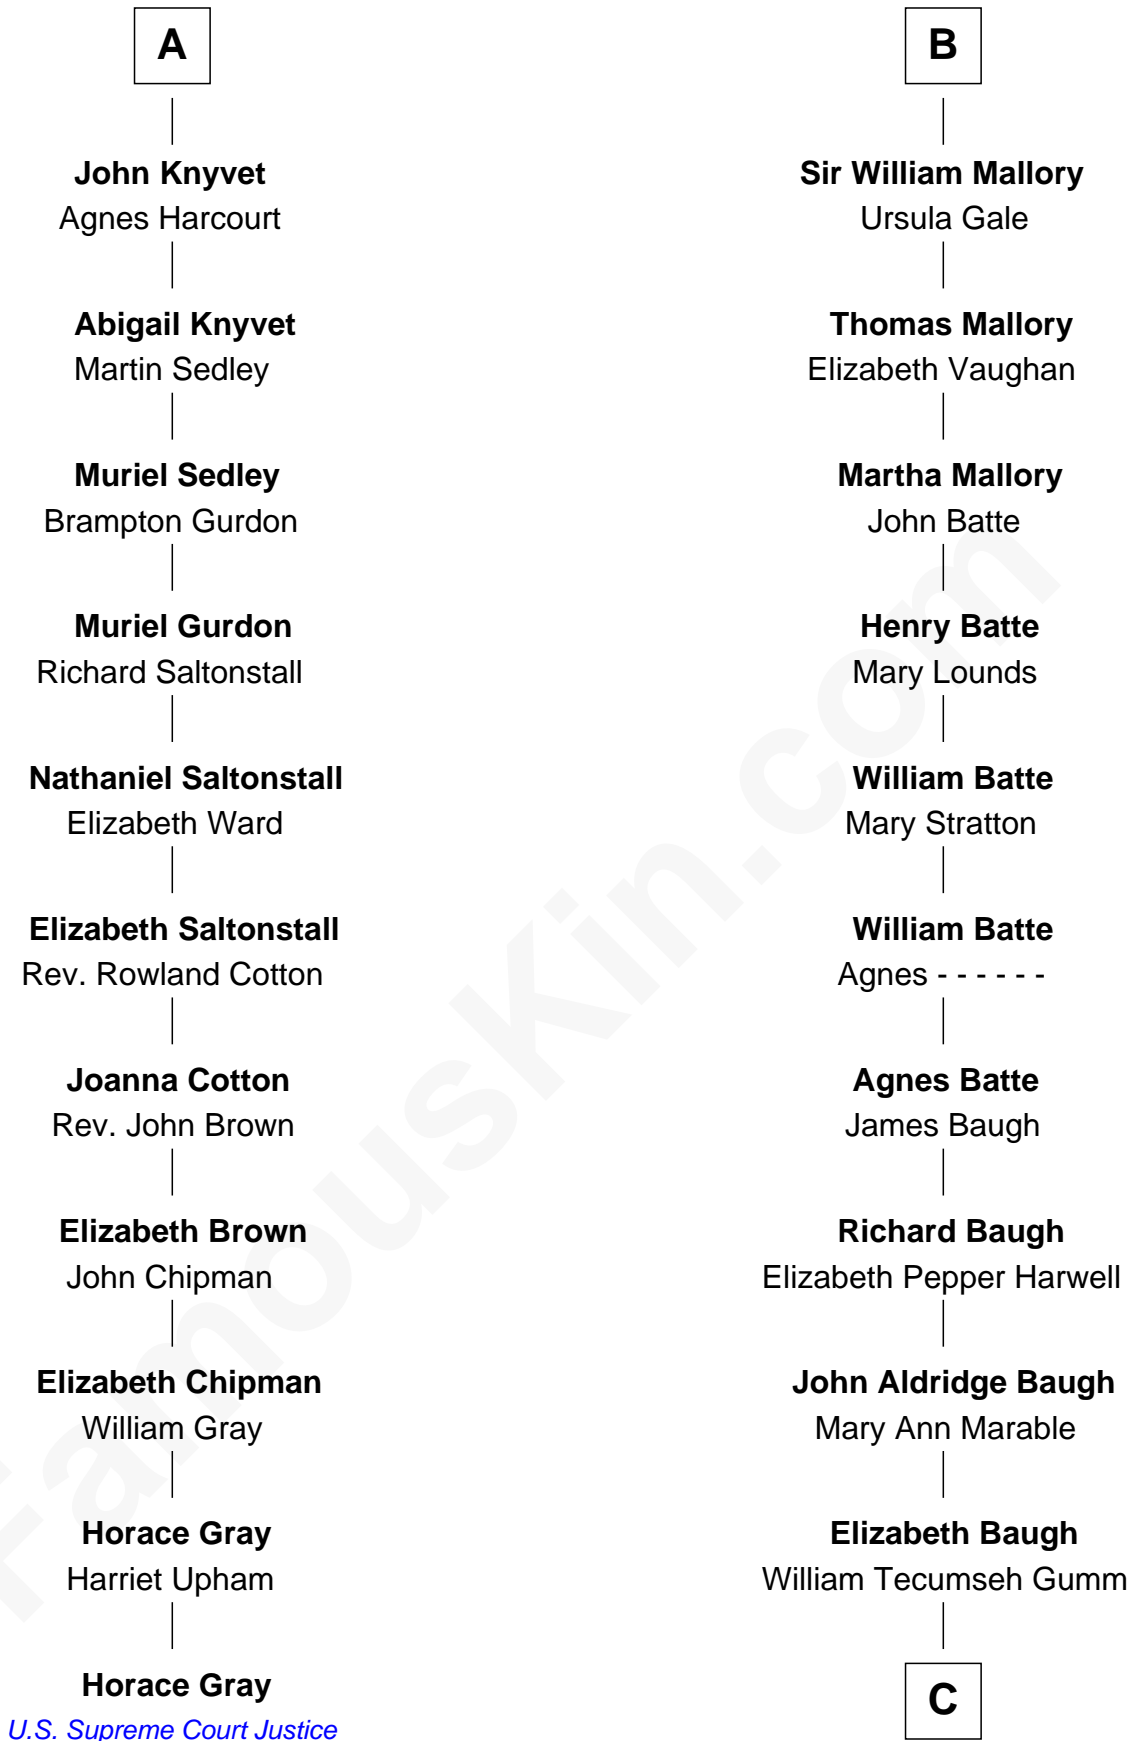 A
John Knyvet
Agnes Harcourt
Abigail Knyvet
Martin Sedley
Muriel Sedley
Brampton Gurdon
Muriel Gurdon
Richard Saltonstall
Nathaniel Saltonstall
Elizabeth Ward
Elizabeth Saltonstall
Rev. Rowland Cotton
Joanna Cotton
Rev. John Brown
Elizabeth Brown
John Chipman
Elizabeth Chipman
William Gray
Horace Gray
Harriet Upham
Horace Gray
U.S. Supreme Court Justice
B
Sir William Mallory
Ursula Gale
Thomas Mallory
Elizabeth Vaughan
Martha Mallory
John Batte
Henry Batte
Mary Lounds
William Batte
Mary Stratton
William Batte
Agnes - - - - - -
Agnes Batte
James Baugh
Richard Baugh
Elizabeth Pepper Harwell
John Aldridge Baugh
Mary Ann Marable
Elizabeth Baugh
William Tecumseh Gumm
C
FamousKin.com